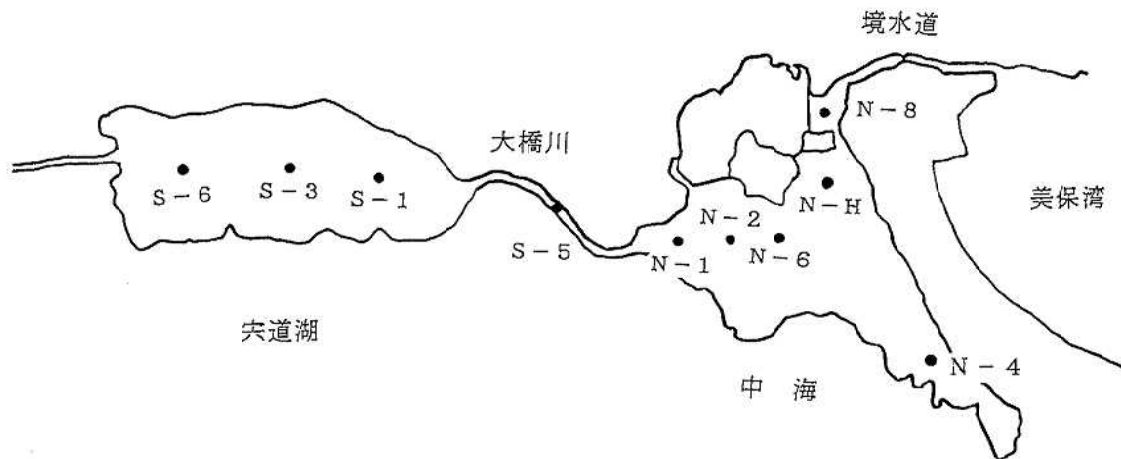 境水道
N-8
大橋川
S-6
S-3
S-1
N-H
美保湾
N-2
S-5
N-1
N-6
宍道湖
N-4
中 海